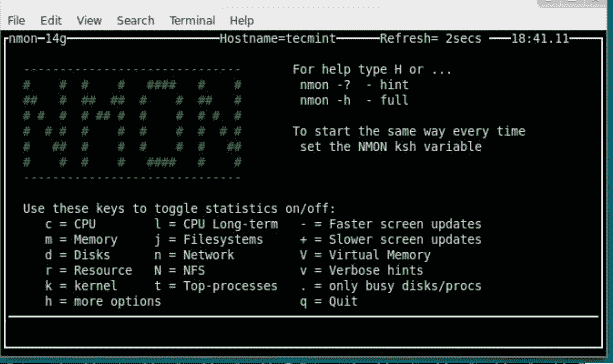 File Edit View Search Terminal Help
nmon-14g Hostname=tecmint Refresh= 2secs 18:41.11
For help type H or ...
nmon -? - hint
nmon -h - full
To start the same way every time
set the NMON ksh variable
Use these keys to toggle statistics on/off:
c = CPU l = CPU Long-term - = Faster screen updates
m = Memory j = Filesystems + = Slower screen updates
d = Disks n = Network V = Virtual Memory
r = Resource N = NFS v = Verbose hints
k = kernel t = Top-processes . = only busy disks/procs
h = more options q = Quit